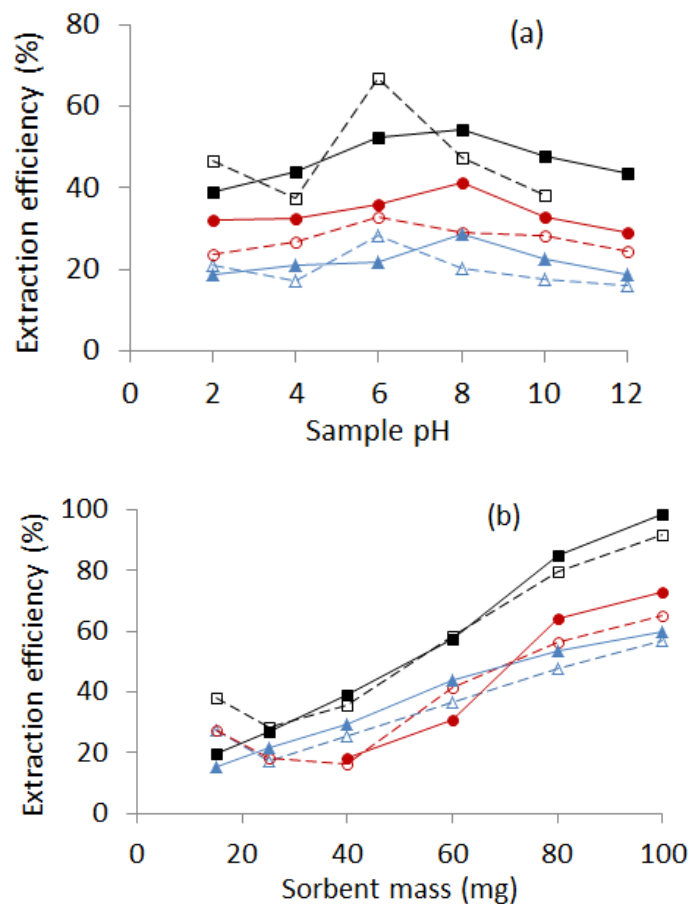 (a)
Extraction efficiency (%)
80
60
40
20
0
0 2 4 6 8 10 12
Sample pH
(b)
Extraction efficiency (%)
100
80
60
40
20
0
0 20 40 60 80 100
Sorbent mass (mg)